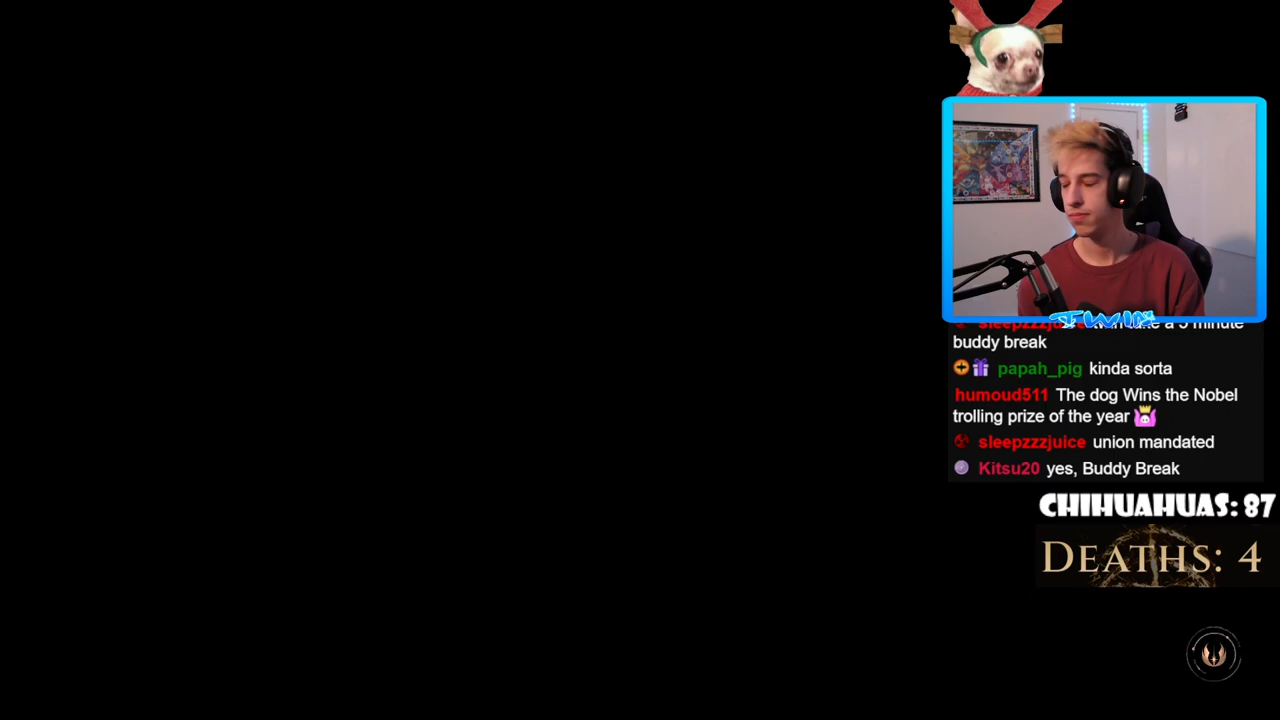 buddy break
papah_pig kinda sorta
humoud511 The dog Wins the Nobel
trolling prize of the year
sleepzzzjuice union mandated
Kitsu20 yes, Buddy Break
CHIHUAHUAS: 87
DEATHS: 4